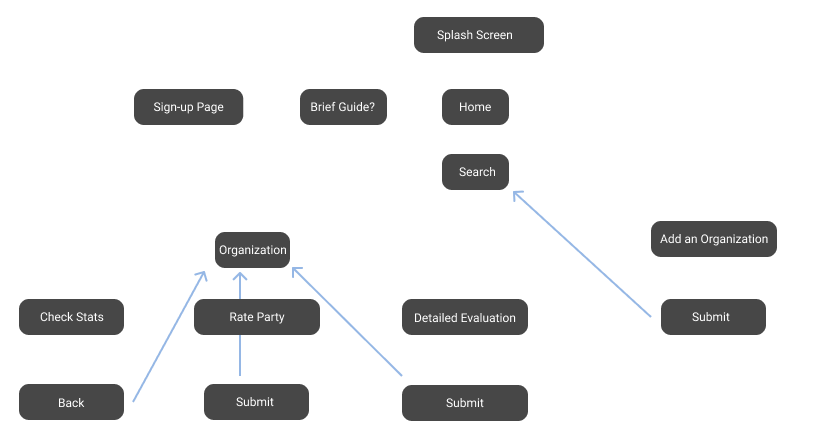 Splash Screen
Sign-up Page
Brief Guide?
Home
Search
Add an Organization
Organization
Check Stats
Rate Party
Detailed Evaluation
Submit
Back
Submit
Submit